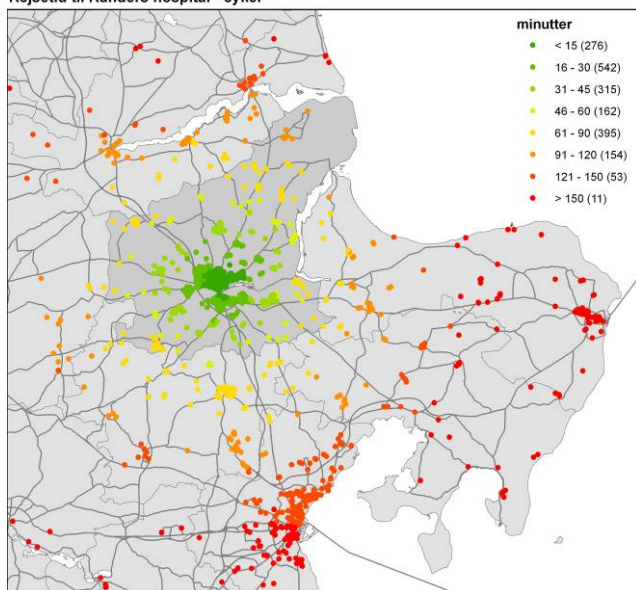 Rejsetid til Randers hospital - cykel
minutter
< 15 (276)
16 - 30 (542)
31 - 45 (315)
46 - 60 (162)
61 - 90 (395)
91 - 120 (154)
121 - 150 (53)
> 150 (11)